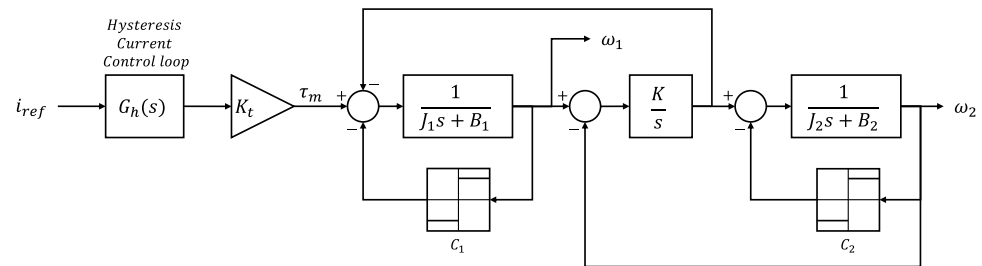 Hysteresis
Current
Control loop
i_ref
G_h(s)
K_t
τ_m
+
−
−
1
J_1s + B_1
ω_1
+
−
K
s
+
−
1
J_2s + B_2
ω_2
C_1
C_2